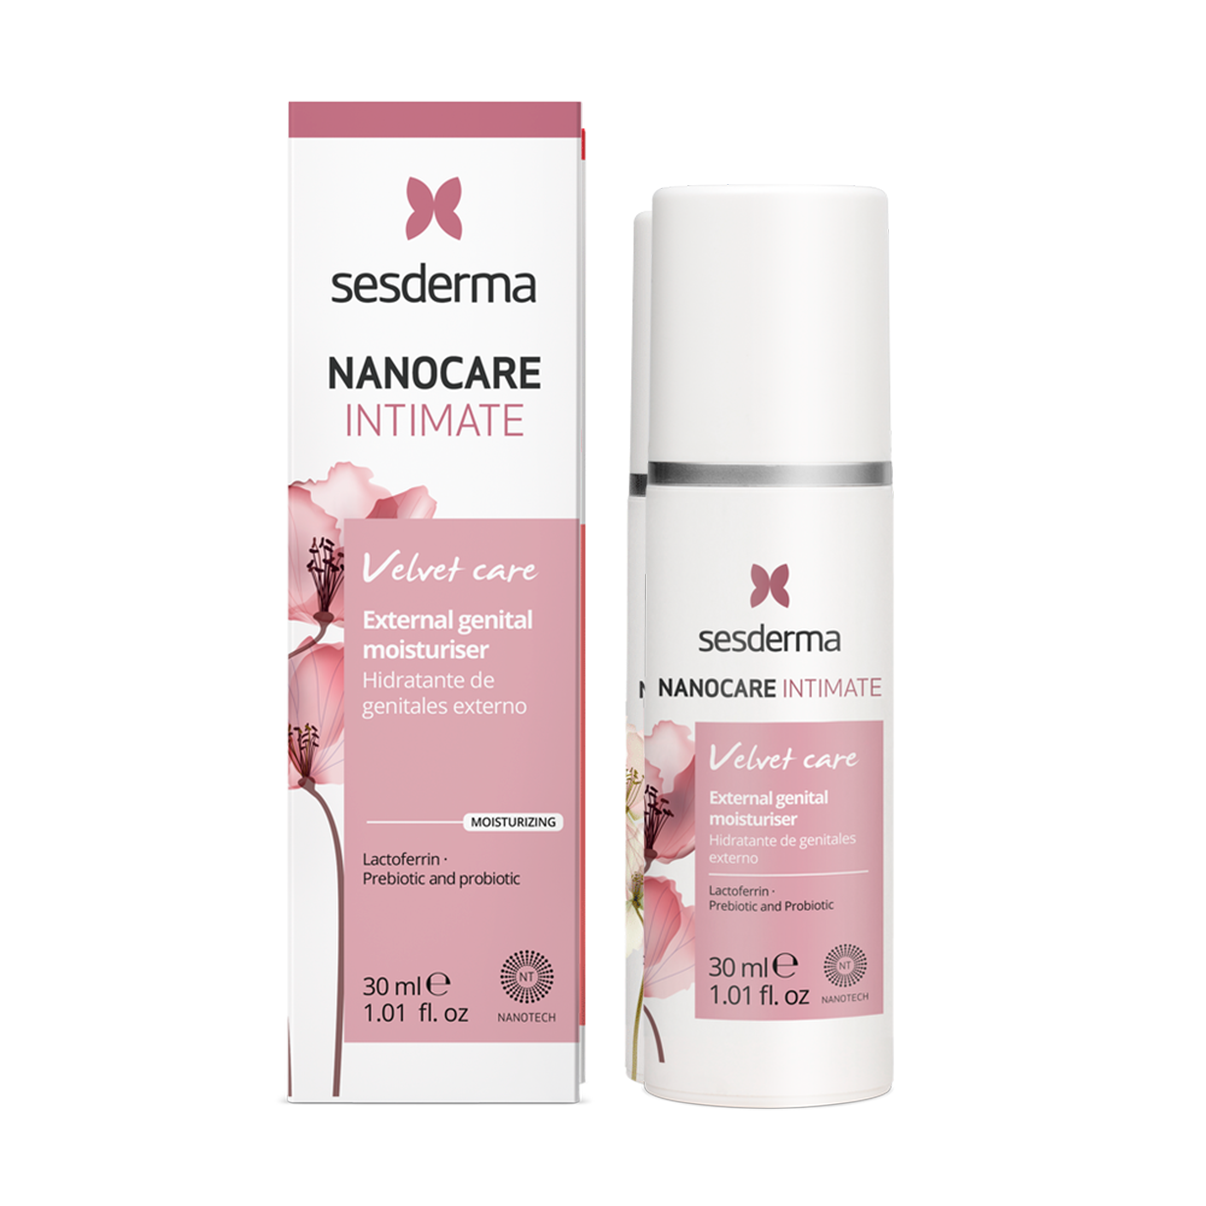 sesderma
NANOCARE
INTIMATE
Velvet care
External genital
moisturiser
Hidratante de
genitales externo
MOISTURIZING
Lactoferrin ·
Prebiotic and probiotic
30 ml ℮
1.01 fl. oz
NT
NANOTECH
sesderma
N
NANOCARE INTIMATE
Velvet care
External genital
moisturiser
Hidratante de genitales
externo
Lactoferrin ·
Prebiotic and Probiotic
30 ml ℮
1.01 fl. oz
NT
NANOTECH